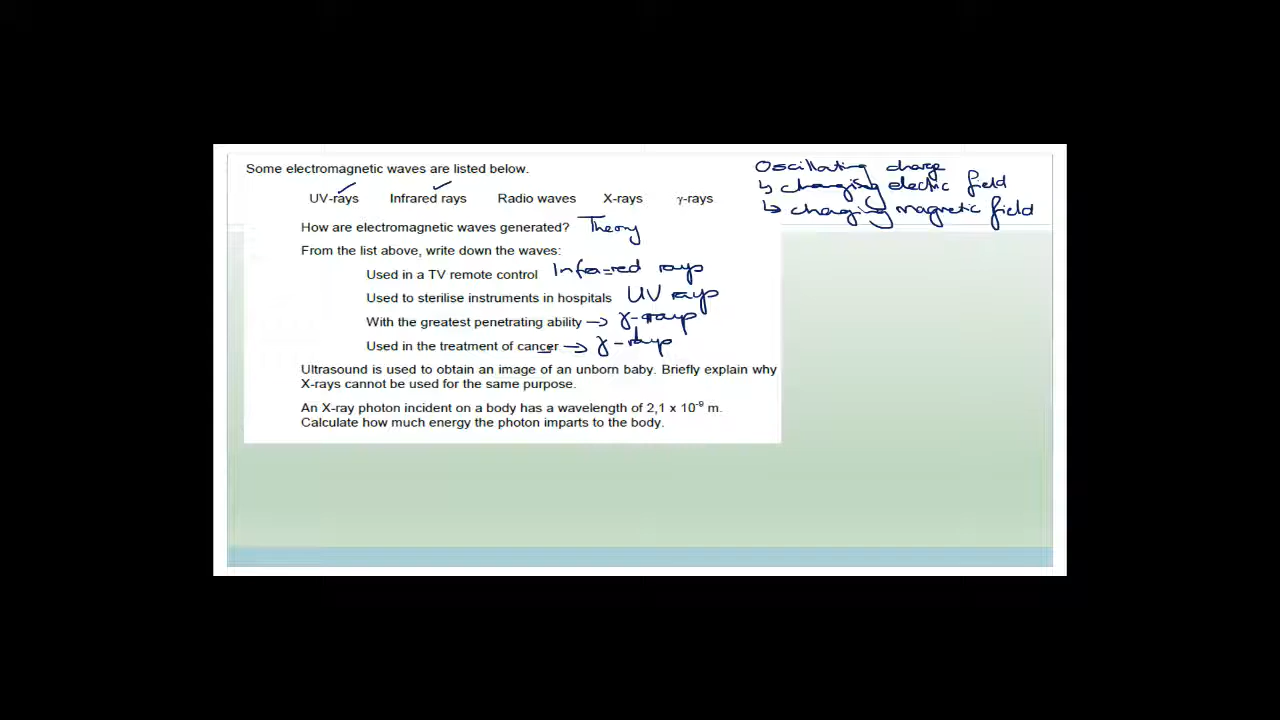 Some electromagnetic waves are listed below.
UV-rays Infrared rays Radio waves X-rays γ-rays
Oscillating charge
↳ changing electric field
↳ changing magnetic field
How are electromagnetic waves generated? Theory
From the list above, write down the waves:
Used in a TV remote control Infrared rays
Used to sterilise instruments in hospitals UV rays
With the greatest penetrating ability → γ-rays
Used in the treatment of cancer → γ-rays
Ultrasound is used to obtain an image of an unborn baby. Briefly explain why
X-rays cannot be used for the same purpose.
An X-ray photon incident on a body has a wavelength of 2,1 x 10⁻⁹ m.
Calculate how much energy the photon imparts to the body.